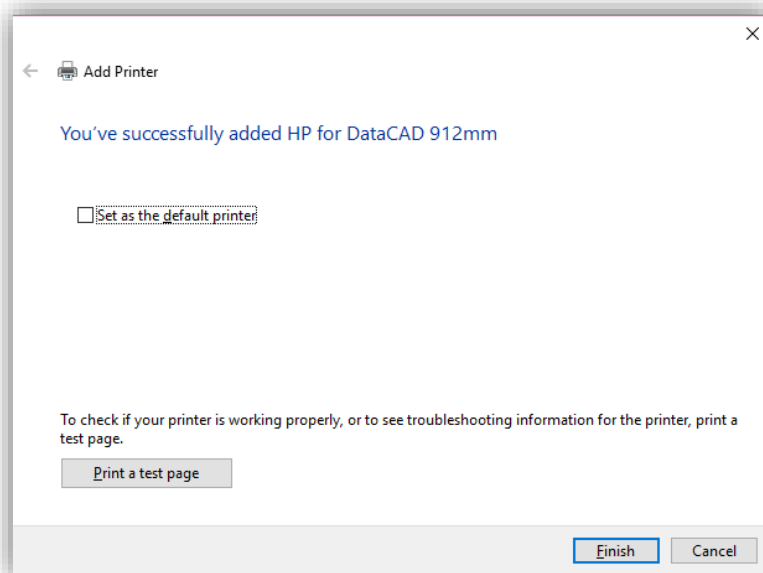 Add Printer
You've successfully added HP for DataCAD 912mm
Set as the default printer
To check if your printer is working properly, or to see troubleshooting information for the printer, print a
test page.
Print a test page
Finish
Cancel